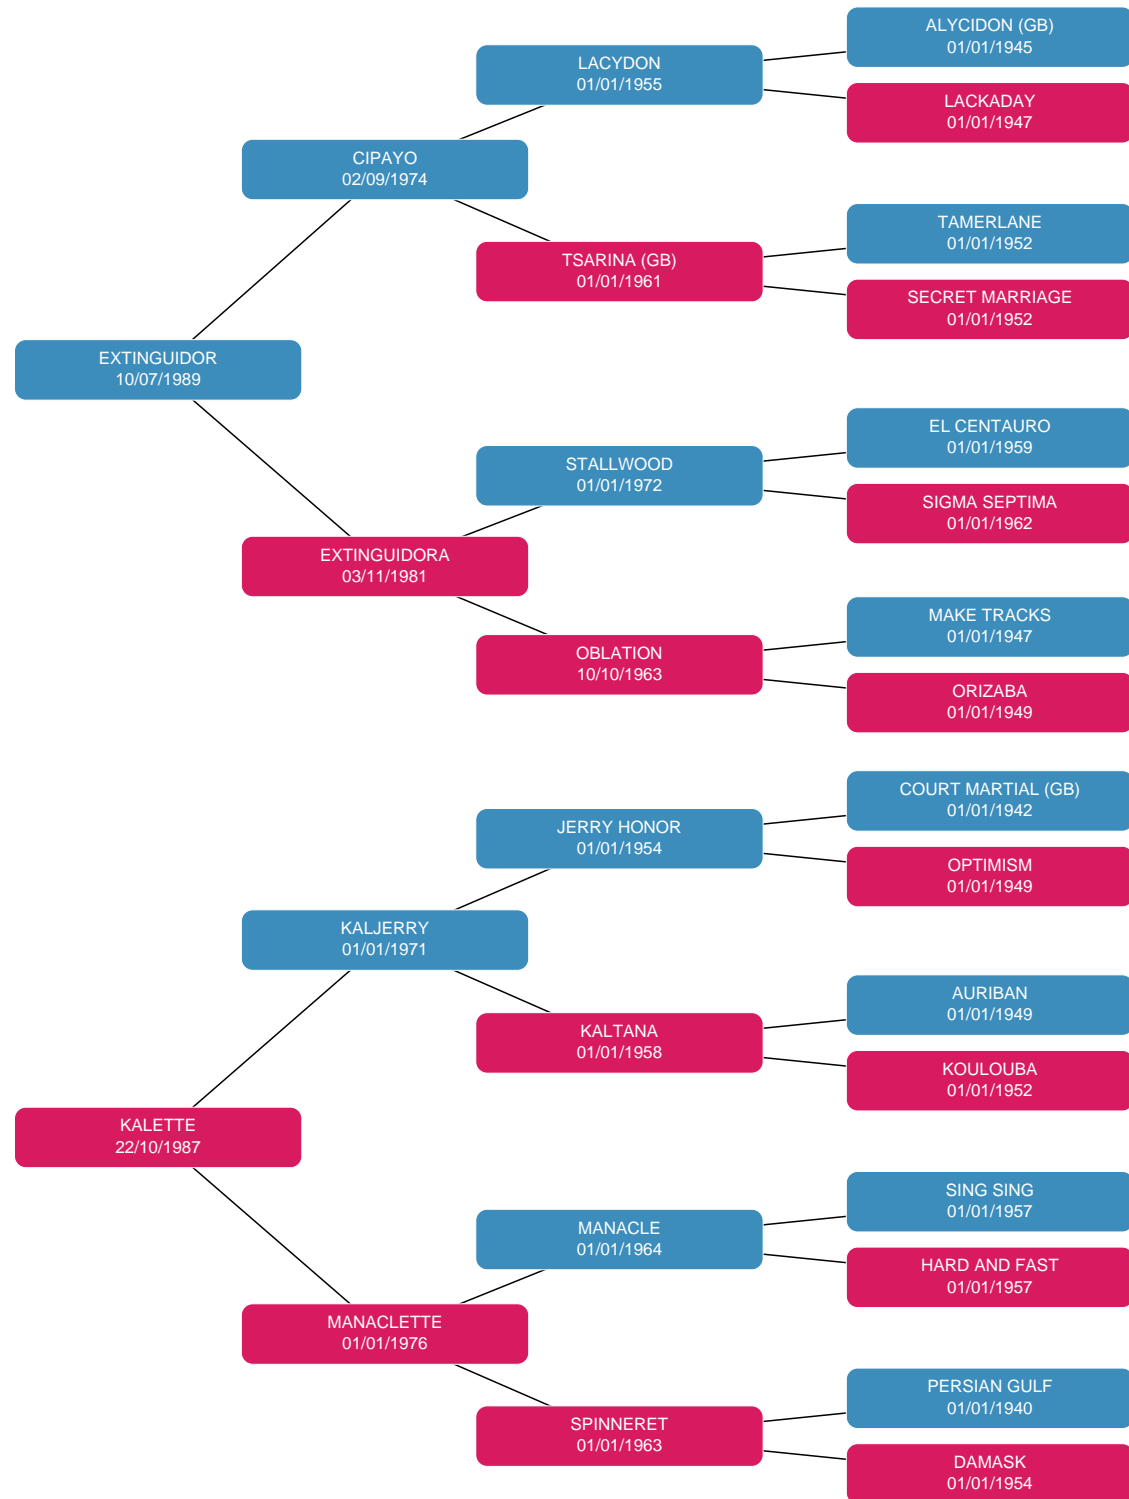 ALYCIDON (GB)
01/01/1945
LACYDON
01/01/1955
LACKADAY
01/01/1947
CIPAYO
02/09/1974
TAMERLANE
01/01/1952
TSARINA (GB)
01/01/1961
SECRET MARRIAGE
01/01/1952
EXTINGUIDOR
10/07/1989
EL CENTAURO
01/01/1959
STALLWOOD
01/01/1972
SIGMA SEPTIMA
01/01/1962
EXTINGUIDORA
03/11/1981
MAKE TRACKS
01/01/1947
OBLATION
10/10/1963
ORIZABA
01/01/1949
COURT MARTIAL (GB)
01/01/1942
JERRY HONOR
01/01/1954
OPTIMISM
01/01/1949
KALJERRY
01/01/1971
AURIBAN
01/01/1949
KALTANA
01/01/1958
KOULOUBA
01/01/1952
KALETTE
22/10/1987
SING SING
01/01/1957
MANACLE
01/01/1964
HARD AND FAST
01/01/1957
MANACLETTE
01/01/1976
PERSIAN GULF
01/01/1940
SPINNERET
01/01/1963
DAMASK
01/01/1954